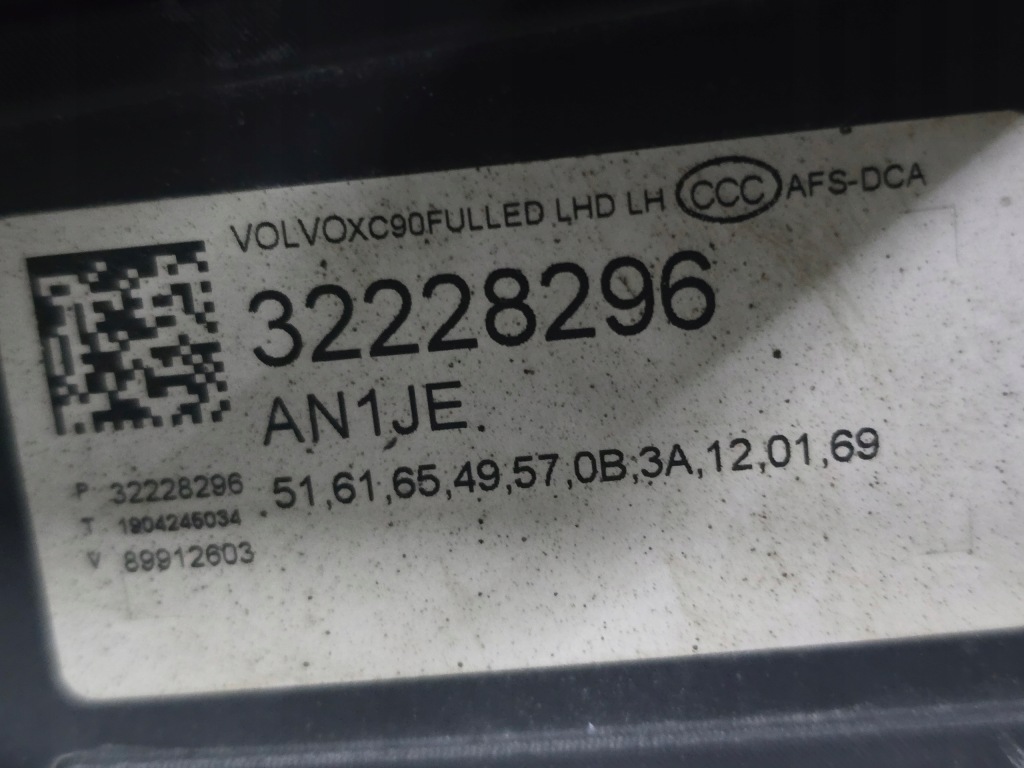 VOLVOXC90FULLED LHD LH CCC AFS-DCA
32228296
AN1JE.
51,61,65,49,57,0B,3A,12,01,69
P 32228296
T 1904245034
V 89912603